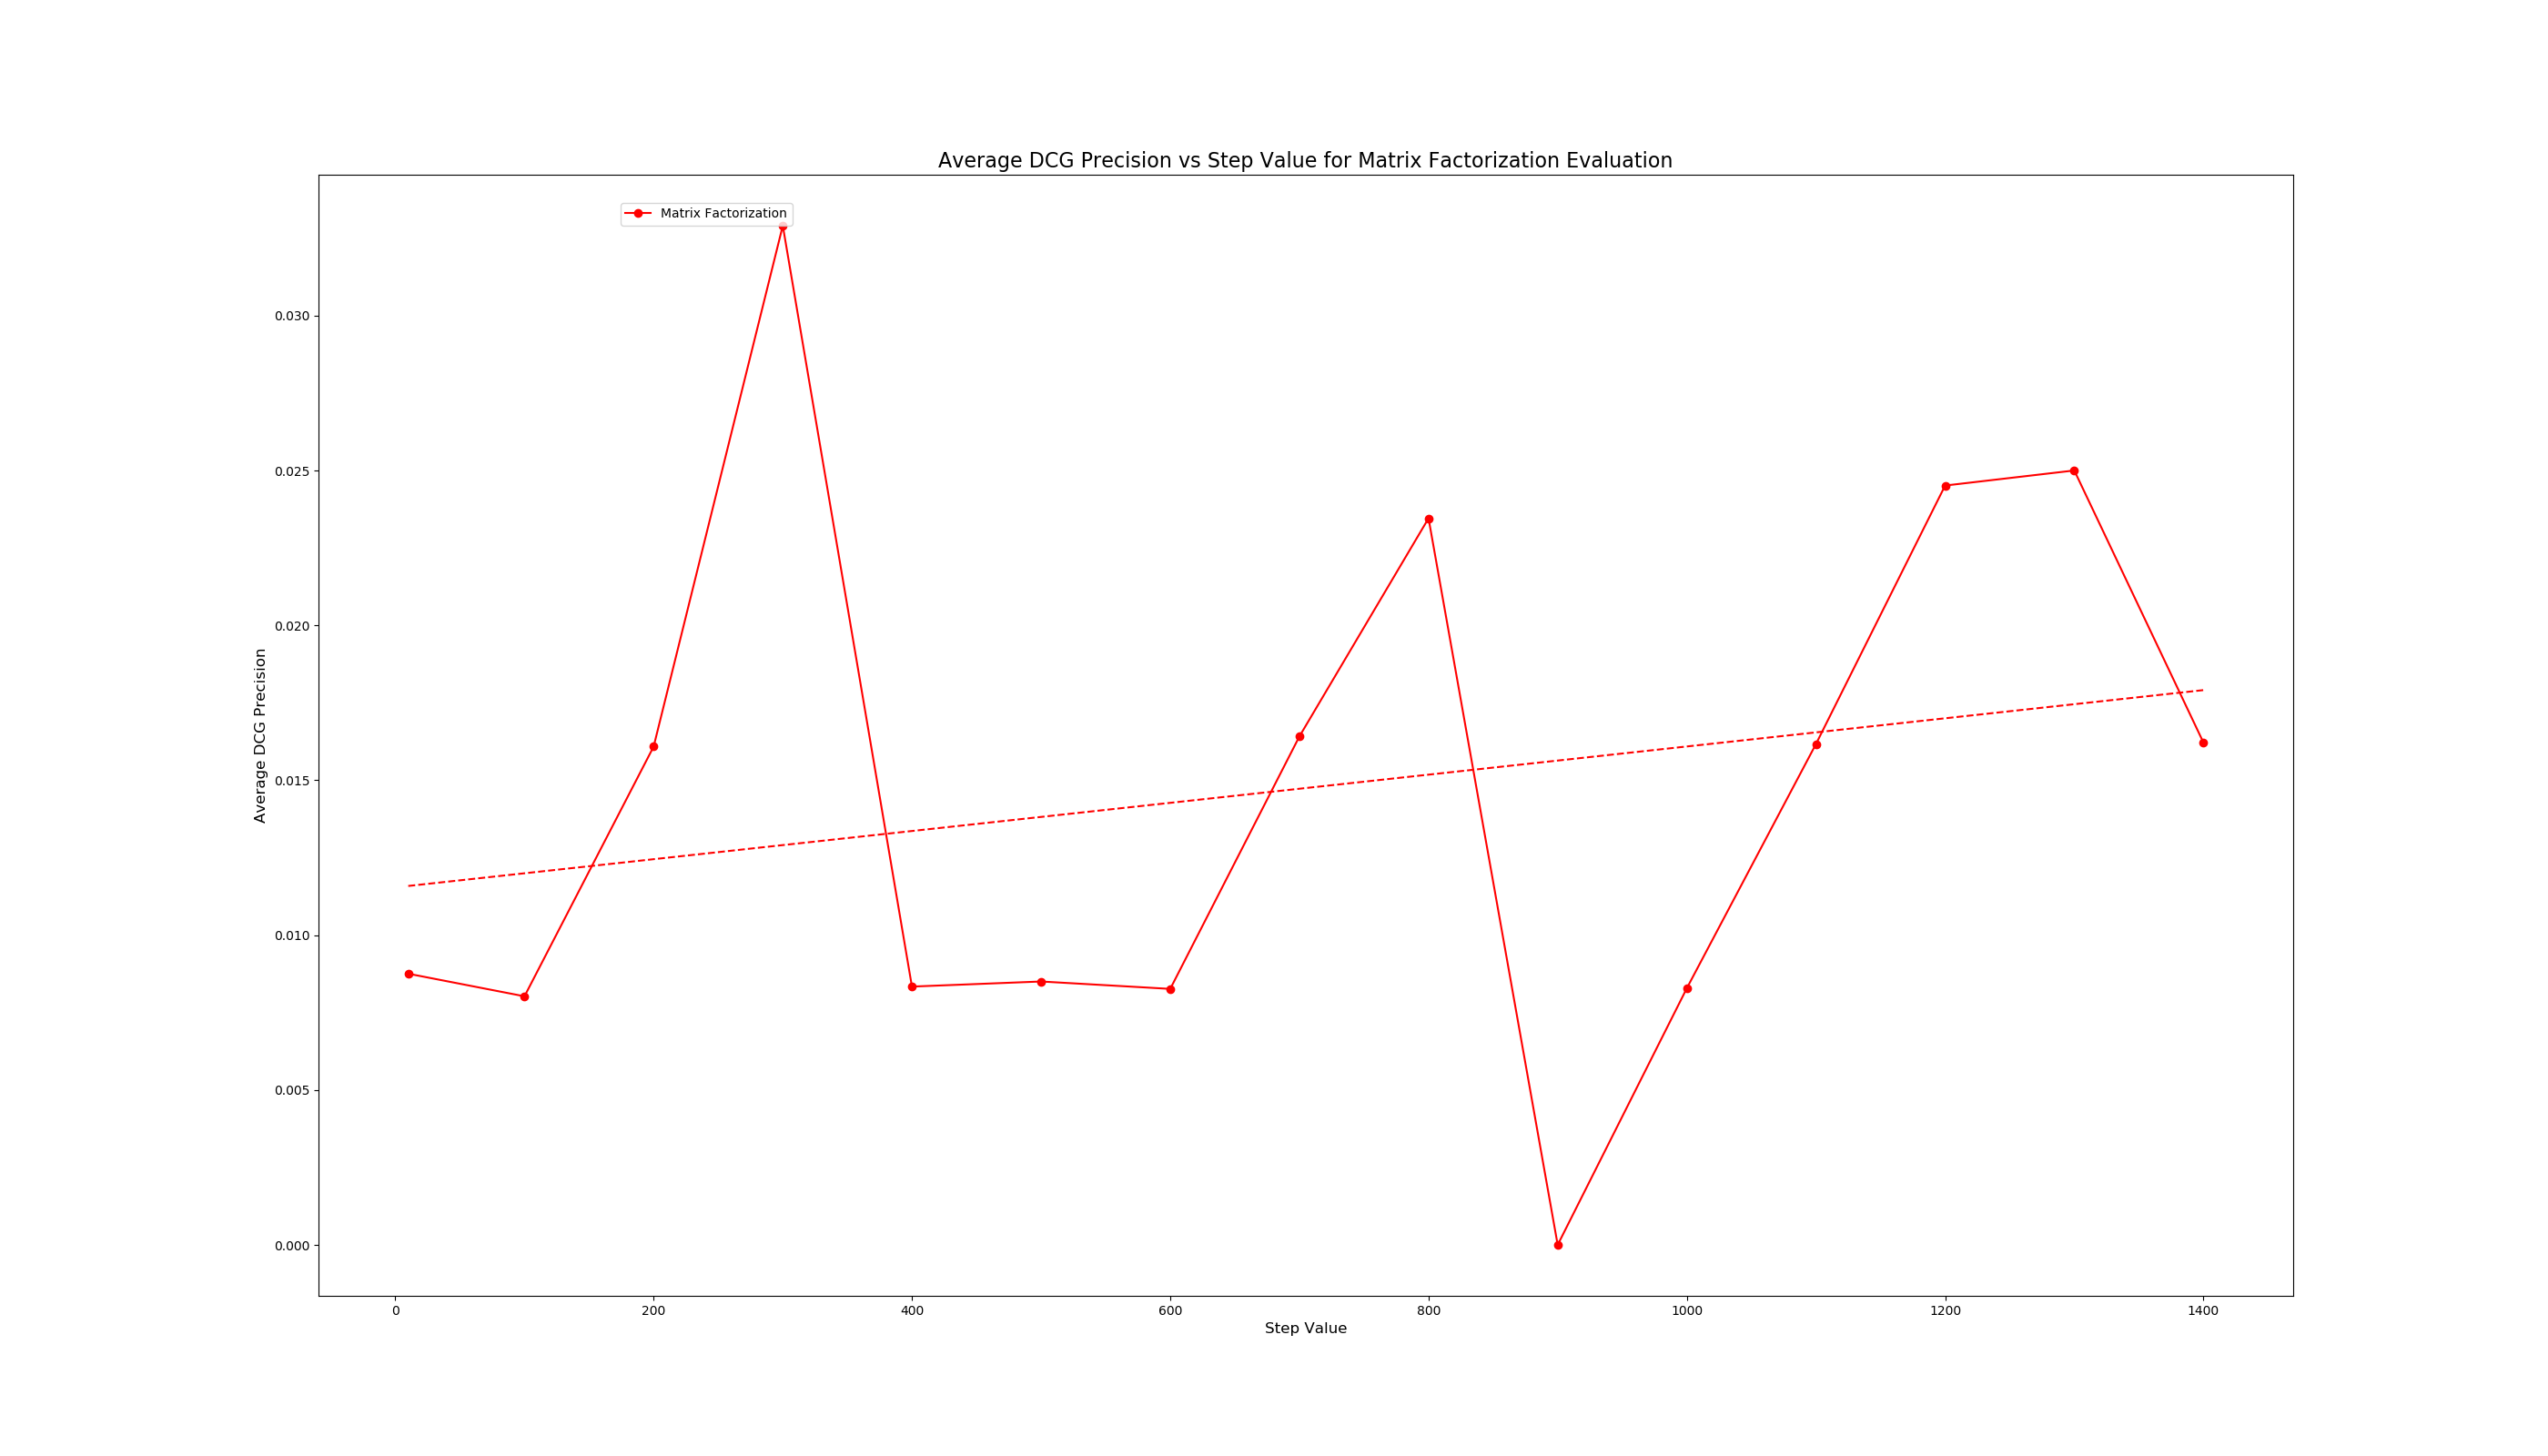 Average DCG Precision vs Step Value for Matrix Factorization Evaluation
Matrix Factorization
0.030
0.025
0.020
0.015
0.010
0.005
0.000
Average DCG Precision
0 200 400 600 800 1000 1200 1400
Step Value